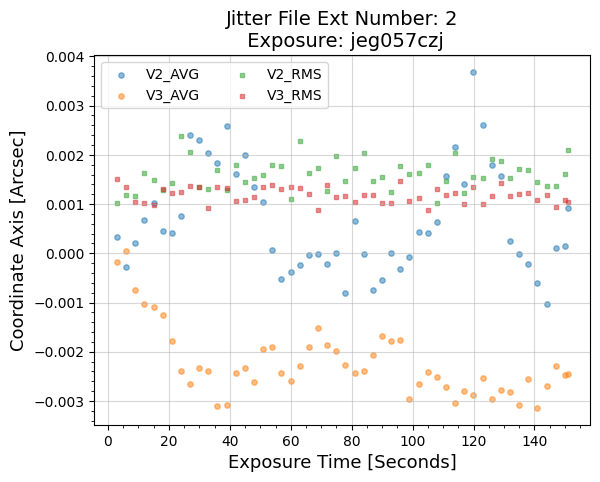 Jitter File Ext Number: 2
Exposure: jeg057czj
V2_AVG
V3_AVG
V2_RMS
V3_RMS
0.004
0.003
0.002
0.001
0.000
−0.001
−0.002
−0.003
Coordinate Axis [Arcsec]
0 20 40 60 80 100 120 140
Exposure Time [Seconds]